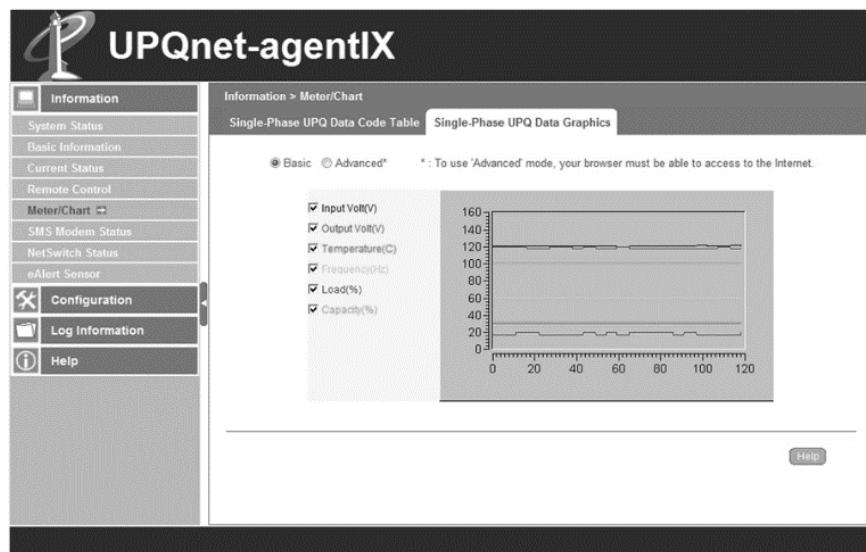 UPQnet-agentIX
Information
System Status
Basic Information
Current Status
Remote Control
Meter/Chart
SMS Modem Status
NetSwitch Status
eAlert Sensor
Configuration
Log Information
Help
Information > Meter/Chart
Single-Phase UPQ Data Code Table Single-Phase UPQ Data Graphics
Basic Advanced* * : To use 'Advanced' mode, your browser must be able to access to the Internet.
Input Volt(V)
Output Volt(V)
Temperature(C)
Frequency(Hz)
Load(%)
Capacity(%)
160
140
120
100
80
60
40
20
0
0 20 40 60 80 100 120
Help